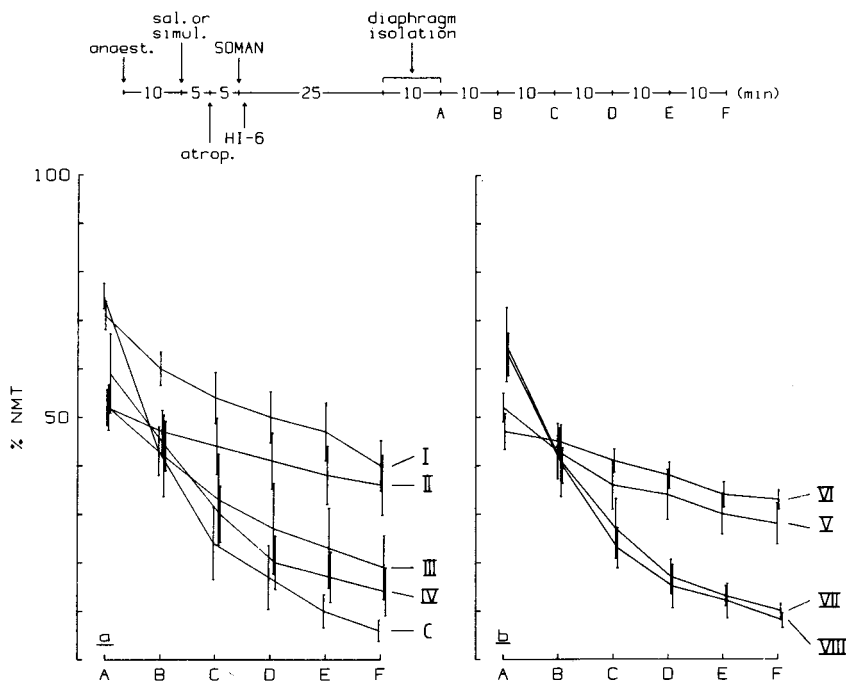 sal. or
simul.
anaest.
SOMAN
diaphragm
isolation
10 5 5 25 10 10 10 10 10 10 (min)
A B C D E F
HI-6
atrop.
100
50
% NMT
I
II
III
IV
C
a
A B C D E F
VI
V
VII
VIII
b
A B C D E F